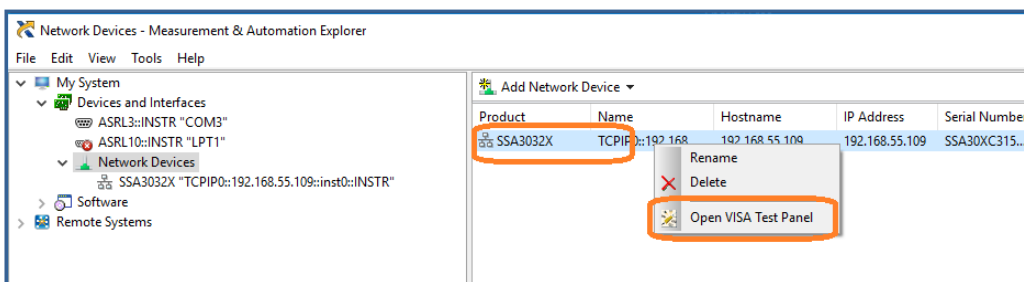 Network Devices - Measurement & Automation Explorer
File Edit View Tools Help
My System
Devices and Interfaces
ASRL3::INSTR "COM3"
ASRL10::INSTR "LPT1"
Network Devices
SSA3032X "TCPIP0::192.168.55.109::inst0::INSTR"
Software
Remote Systems
Add Network Device
Product Name Hostname IP Address Serial Number
SSA3032X TCPIP0::192.168 192.168.55.109 192.168.55.109 SSA30XC315...
Rename
Delete
Open VISA Test Panel